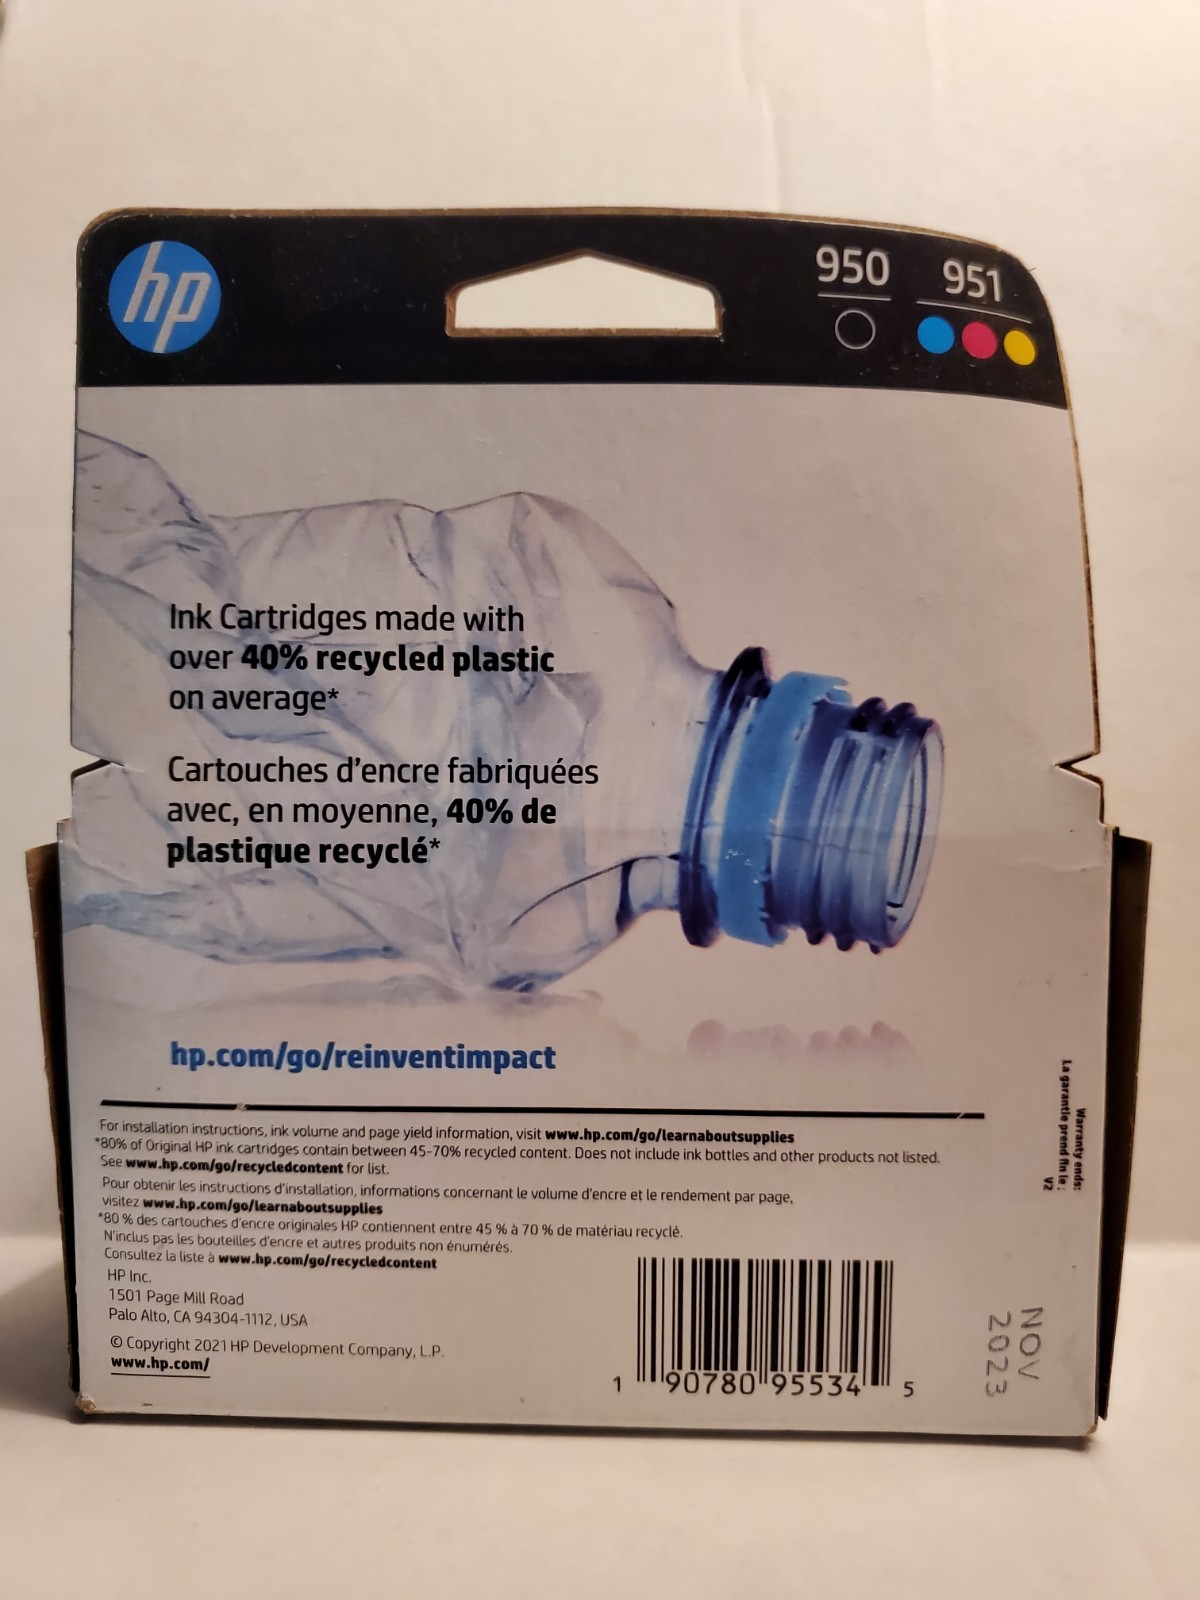 hp
950 951
Ink Cartridges made with
over 40% recycled plastic
on average*
Cartouches d'encre fabriquées
avec, en moyenne, 40% de
plastique recyclé*
hp.com/go/reinventimpact
For installation instructions, ink volume and page yield information, visit www.hp.com/go/learnaboutsupplies
*80% of Original HP ink cartridges contain between 45-70% recycled content. Does not include ink bottles and other products not listed.
See www.hp.com/go/recycledcontent for list.
Pour obtenir les instructions d'installation, informations concernant le volume d'encre et le rendement par page,
visitez www.hp.com/go/learnaboutsupplies
*80 % des cartouches d'encre originales HP contiennent entre 45 % à 70 % de matériau recyclé.
N'inclus pas les bouteilles d'encre et autres produits non énumérés.
Consultez la liste à www.hp.com/go/recycledcontent
HP Inc.
1501 Page Mill Road
Palo Alto, CA 94304-1112, USA
© Copyright 2021 HP Development Company, L.P.
www.hp.com/
1 90780 95534 5
Warranty ends:
La garantie prend fin le :
V2
NOV
2023